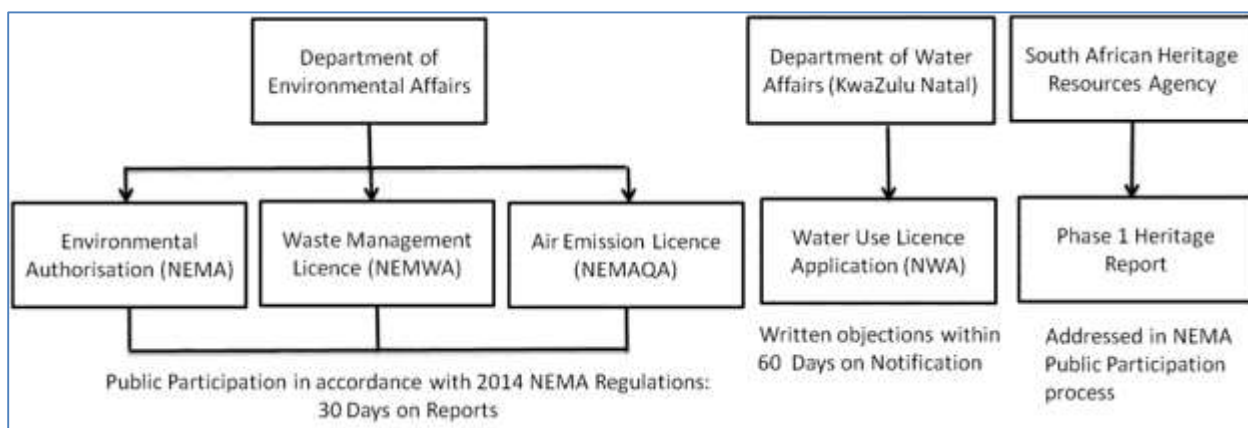 Department of
Environmental Affairs
Department of Water
Affairs (KwaZulu Natal)
South African Heritage
Resources Agency
Environmental
Authorisation (NEMA)
Waste Management
Licence (NEMWA)
Air Emission Licence
(NEMAQA)
Water Use Licence
Application (NWA)
Phase 1 Heritage
Report
Public Participation in accordance with 2014 NEMA Regulations:
30 Days on Reports
Written objections within
60 Days on Notification
Addressed in NEMA
Public Participation
process